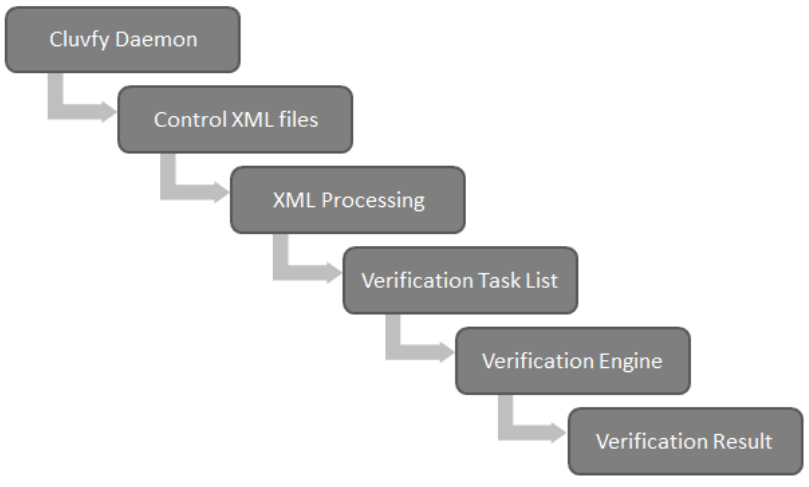 Cluvfy Daemon
Control XML files
XML Processing
Verification Task List
Verification Engine
Verification Result